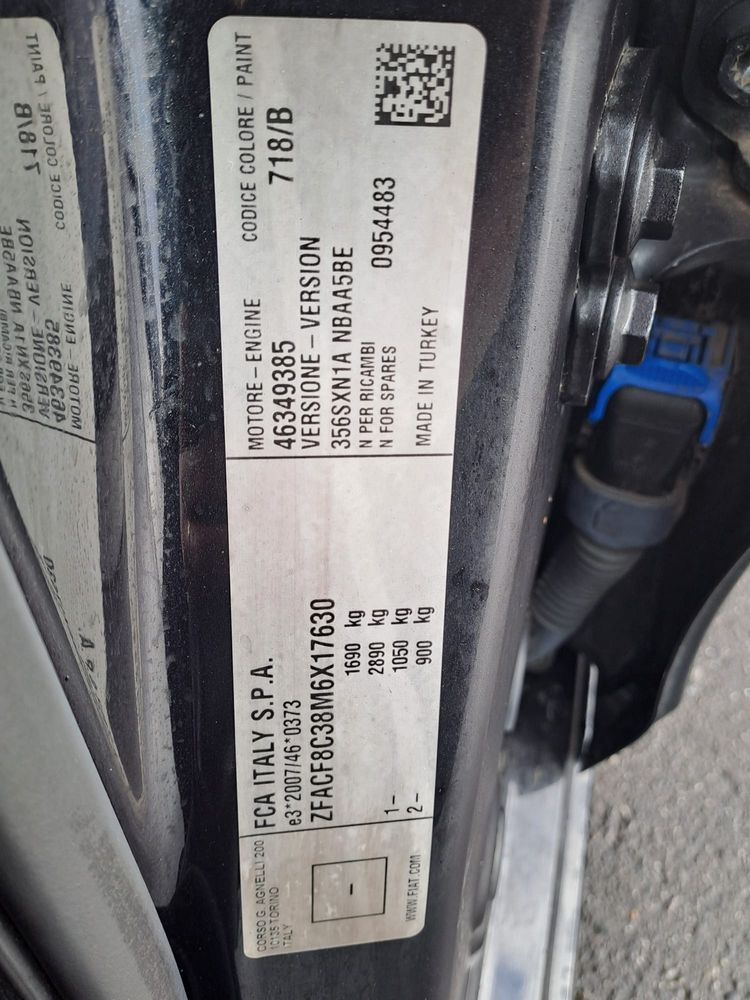 CORSO G. AGNELLI 200
10135 TORINO
ITALY
-
WWW.FIAT.COM
FCA ITALY S.P.A.
e3*2007/46*0373
ZFACF8C38M6X17630
1690 kg
2890 kg
1- 1050 kg
2- 900 kg
MOTORE - ENGINE
46349385
VERSIONE - VERSION
356SXN1A NBAA5BE
N PER RICAMBI
N FOR SPARES 0954483
MADE IN TURKEY
CODICE COLORE / PAINT
718/B